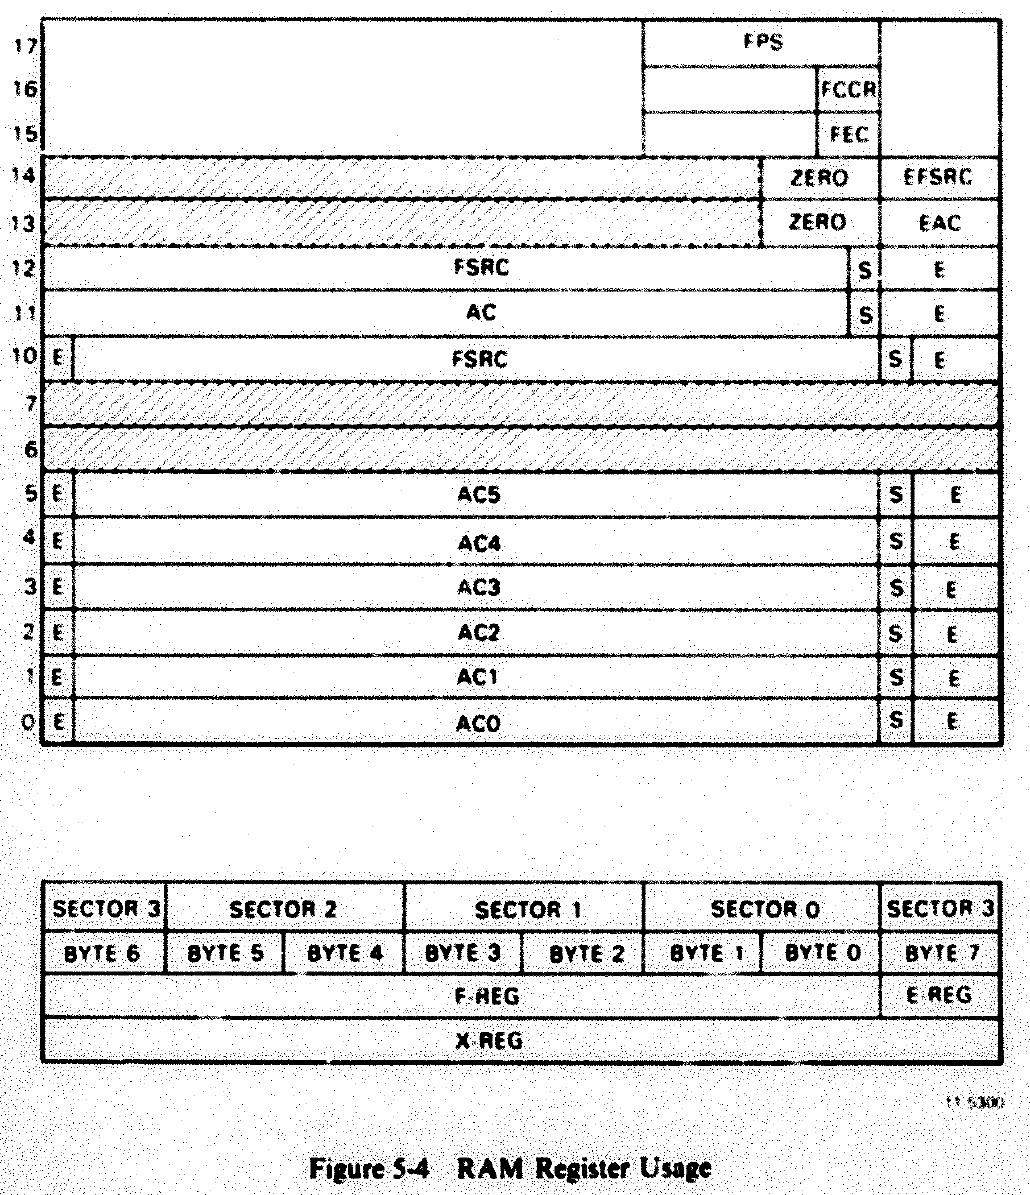 17 FPS
16 FCCR
15 FEC
14 ZERO EFSRC
13 ZERO EAC
12 FSRC S E
11 AC S E
10 E FSRC S E
7
6
5 E AC5 S E
4 E AC4 S E
3 E AC3 S E
2 E AC2 S E
1 E AC1 S E
0 E AC0 S E
SECTOR 3 SECTOR 2 SECTOR 1 SECTOR 0 SECTOR 3
BYTE 6 BYTE 5 BYTE 4 BYTE 3 BYTE 2 BYTE 1 BYTE 0 BYTE 7
F-REG E-REG
X-REG
11-5300
Figure 5-4 RAM Register Usage